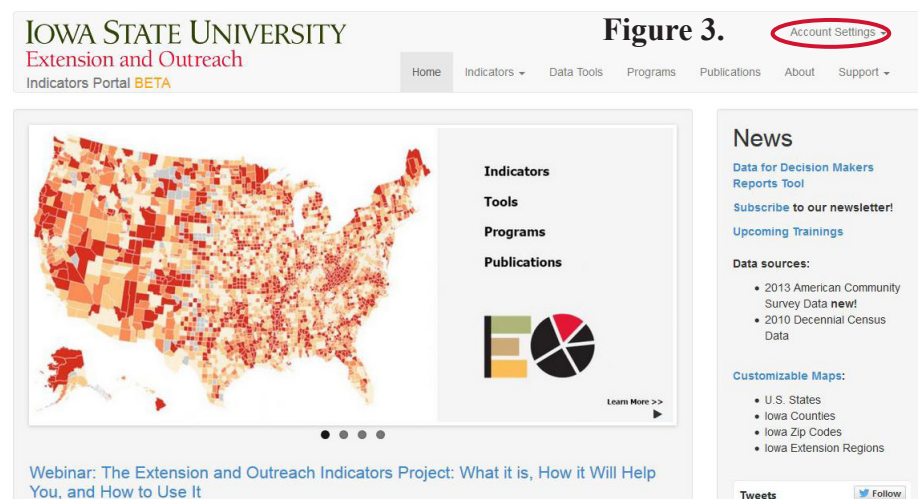 IOWA STATE UNIVERSITY
Extension and Outreach
Indicators Portal BETA
Figure 3.
Account Settings
Home Indicators Data Tools Programs Publications About Support
Indicators
Tools
Programs
Publications
Learn More >>
Webinar: The Extension and Outreach Indicators Project: What it is, How it Will Help
You, and How to Use It
News
Data for Decision Makers
Reports Tool
Subscribe to our newsletter!
Upcoming Trainings
Data sources:
• 2013 American Community
Survey Data new!
• 2010 Decennial Census
Data
Customizable Maps:
• U.S. States
• Iowa Counties
• Iowa Zip Codes
• Iowa Extension Regions
Tweets Follow